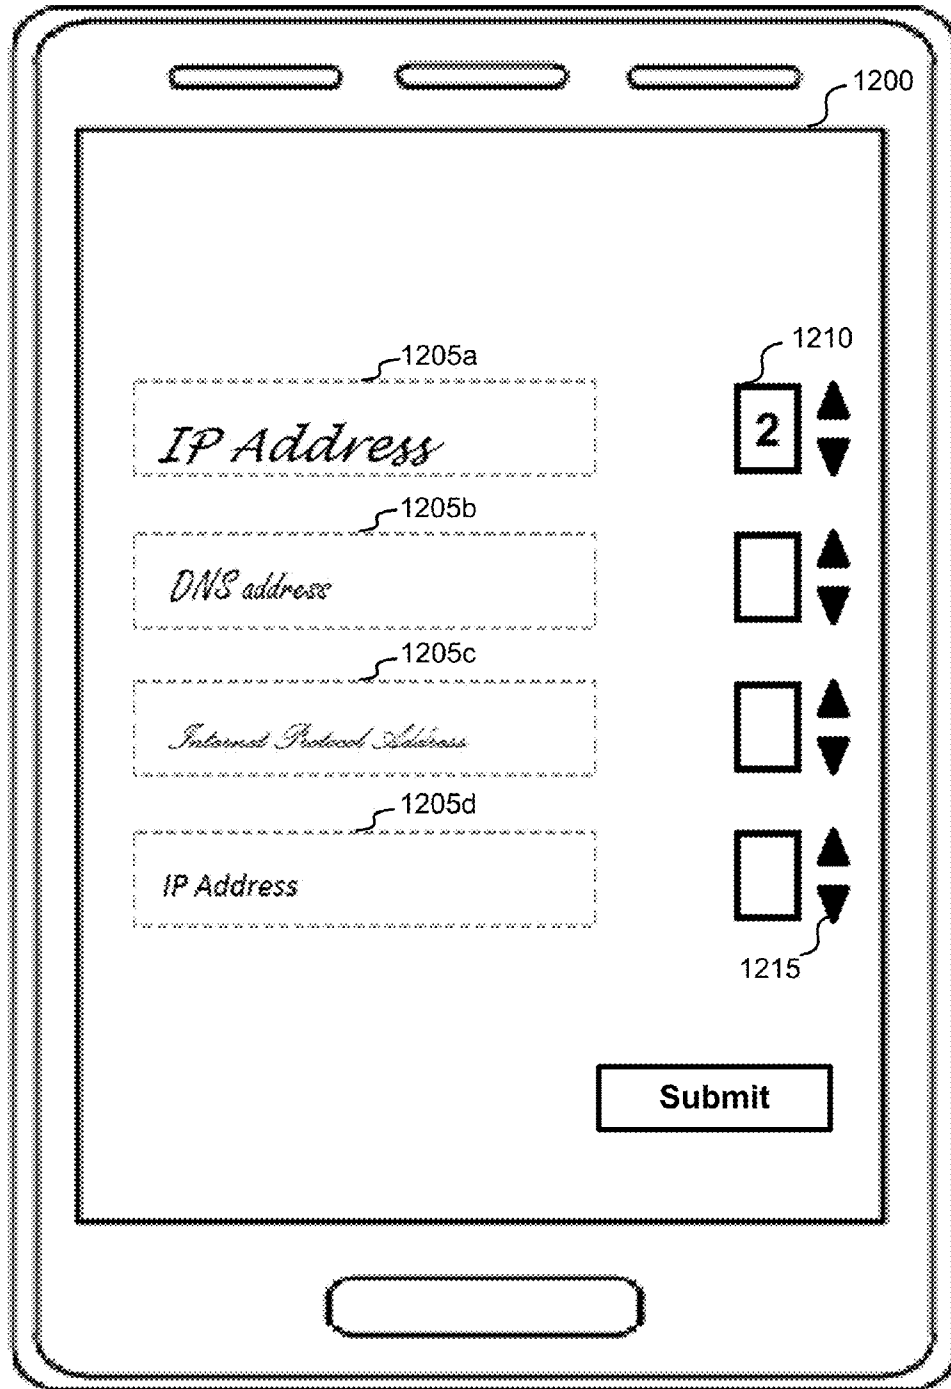 1200
1210
1205a
IP Address
2
1205b
DNS address
1205c
Internet Protocol Address
1205d
IP Address
1215
Submit